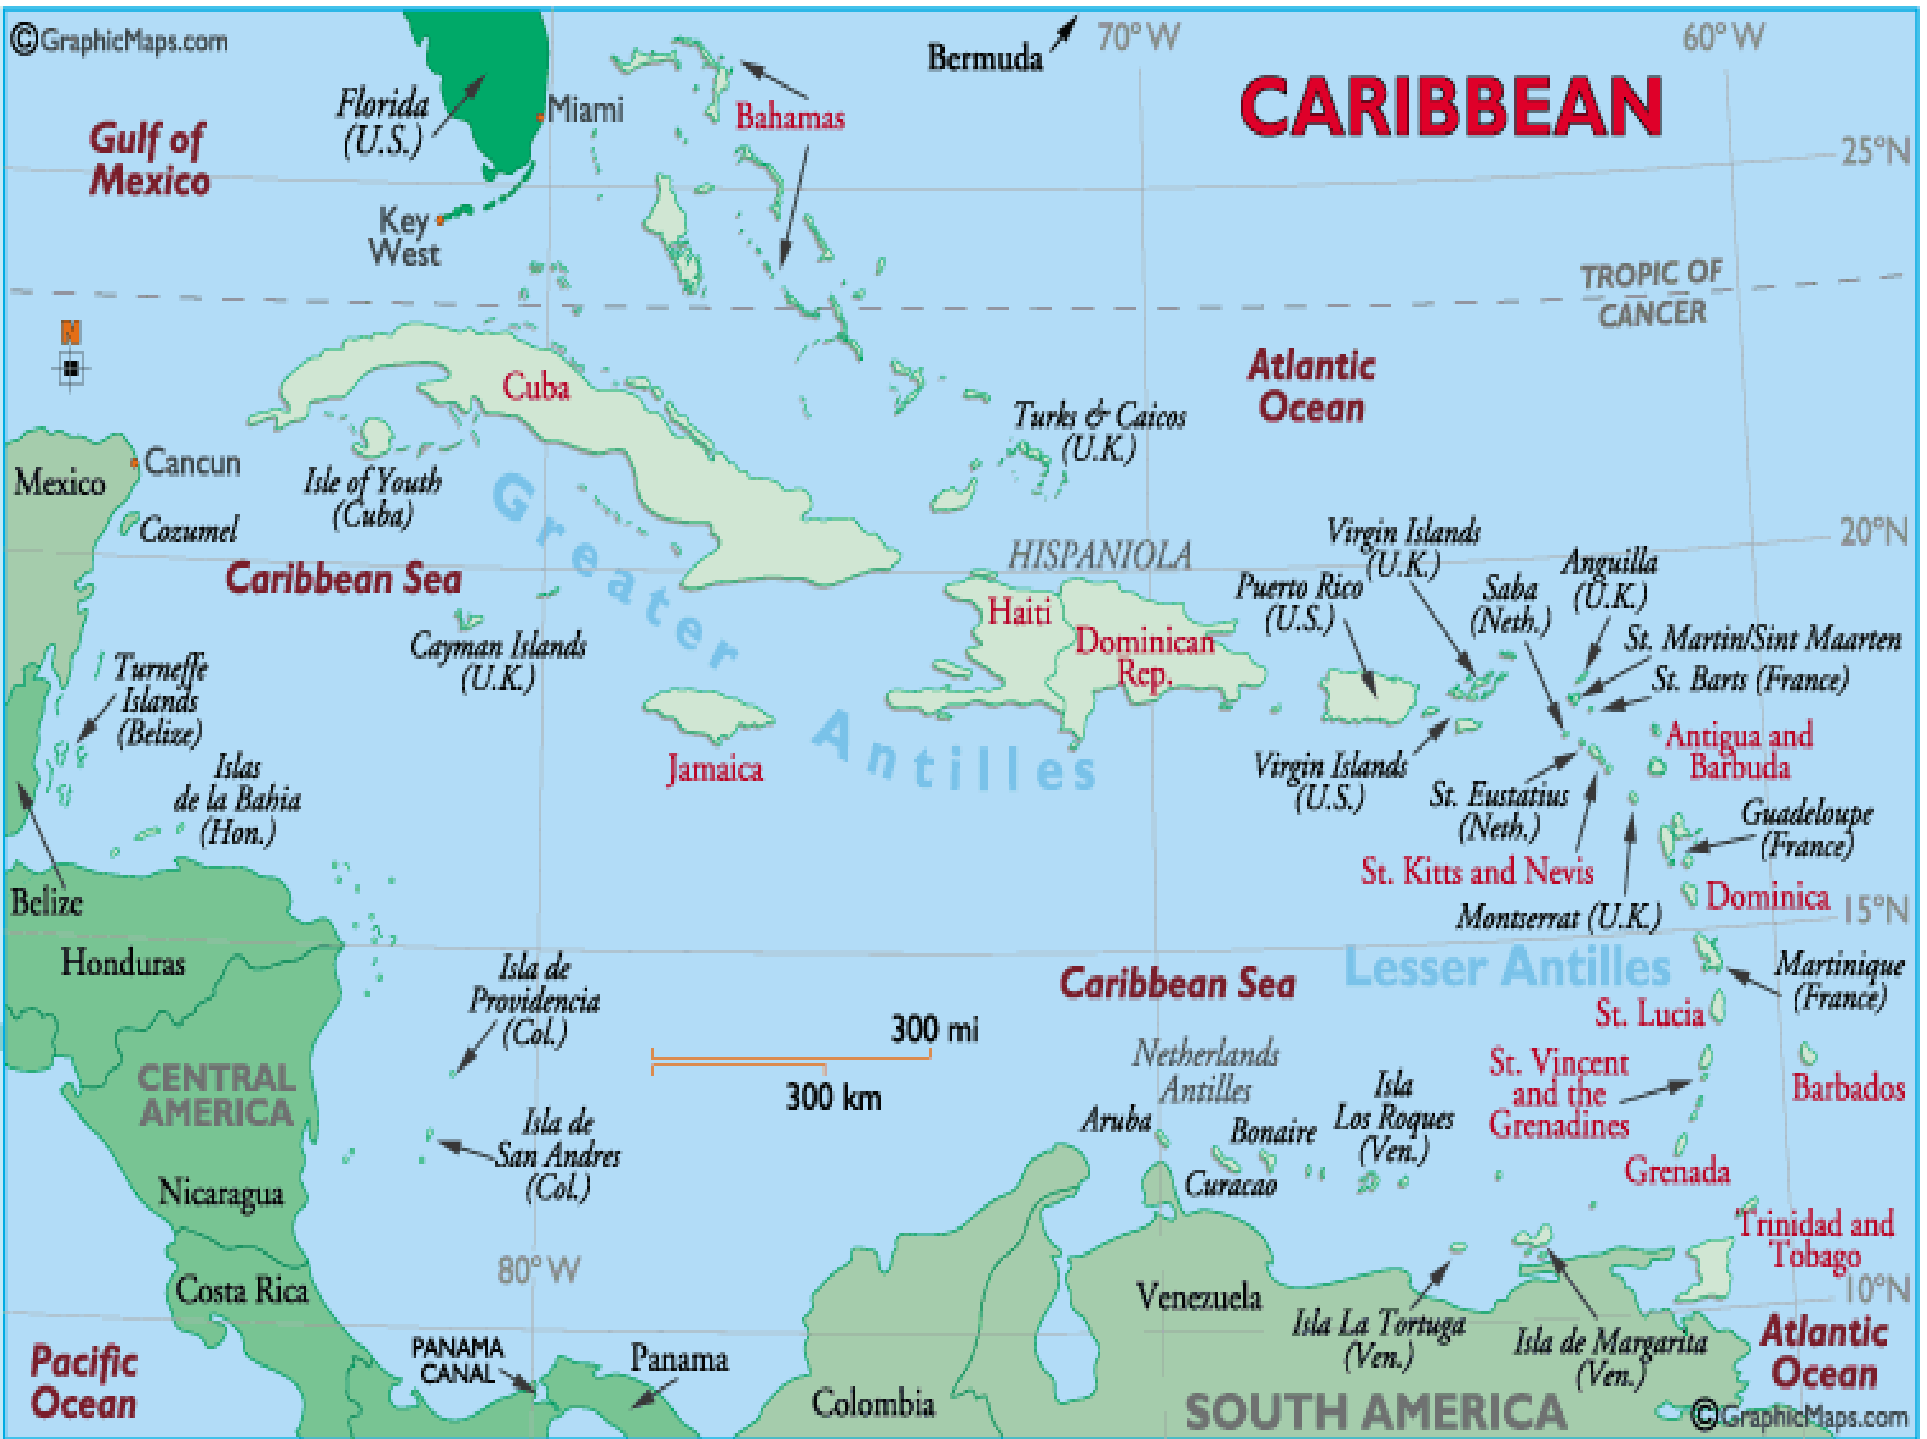 ©GraphicMaps.com
Bermuda
70°W
60°W
CARIBBEAN
Florida
(U.S.)
Miami
Bahamas
Gulf of
Mexico
25°N
Key
West
TROPIC OF
CANCER
N
Cuba
Atlantic
Ocean
Turks & Caicos
(U.K.)
Cancun
Mexico
Isle of Youth
(Cuba)
Cozumel
Greater
Antilles
20°N
HISPANIOLA
Caribbean Sea
Virgin Islands
(U.K.)
Anguilla
(U.K.)
Puerto Rico
(U.S.)
Saba
(Neth.)
Haiti
Dominican
Rep.
St. Martin/Sint Maarten
St. Barts (France)
Cayman Islands
(U.K.)
Turneffe
Islands
(Belize)
Jamaica
Antigua and
Barbuda
Virgin Islands
(U.S.)
Islas
de la Bahia
(Hon.)
St. Eustatius
(Neth.)
Guadeloupe
(France)
St. Kitts and Nevis
Belize
Dominica
Montserrat (U.K.)
15°N
Honduras
Isla de
Providencia
(Col.)
Caribbean Sea
Lesser Antilles
Martinique
(France)
St. Lucia
300 mi
300 km
Netherlands
Antilles
CENTRAL
AMERICA
St. Vincent
and the
Grenadines
Barbados
Isla
Los Roques
(Ven.)
Aruba
Bonaire
Curacao
Isla de
San Andres
(Col.)
Grenada
Nicaragua
Trinidad and
Tobago
80°W
10°N
Costa Rica
Venezuela
Isla La Tortuga
(Ven.)
Isla de Margarita
(Ven.)
Atlantic
Ocean
Pacific
Ocean
PANAMA
CANAL
Panama
Colombia
SOUTH AMERICA
©GraphicMaps.com